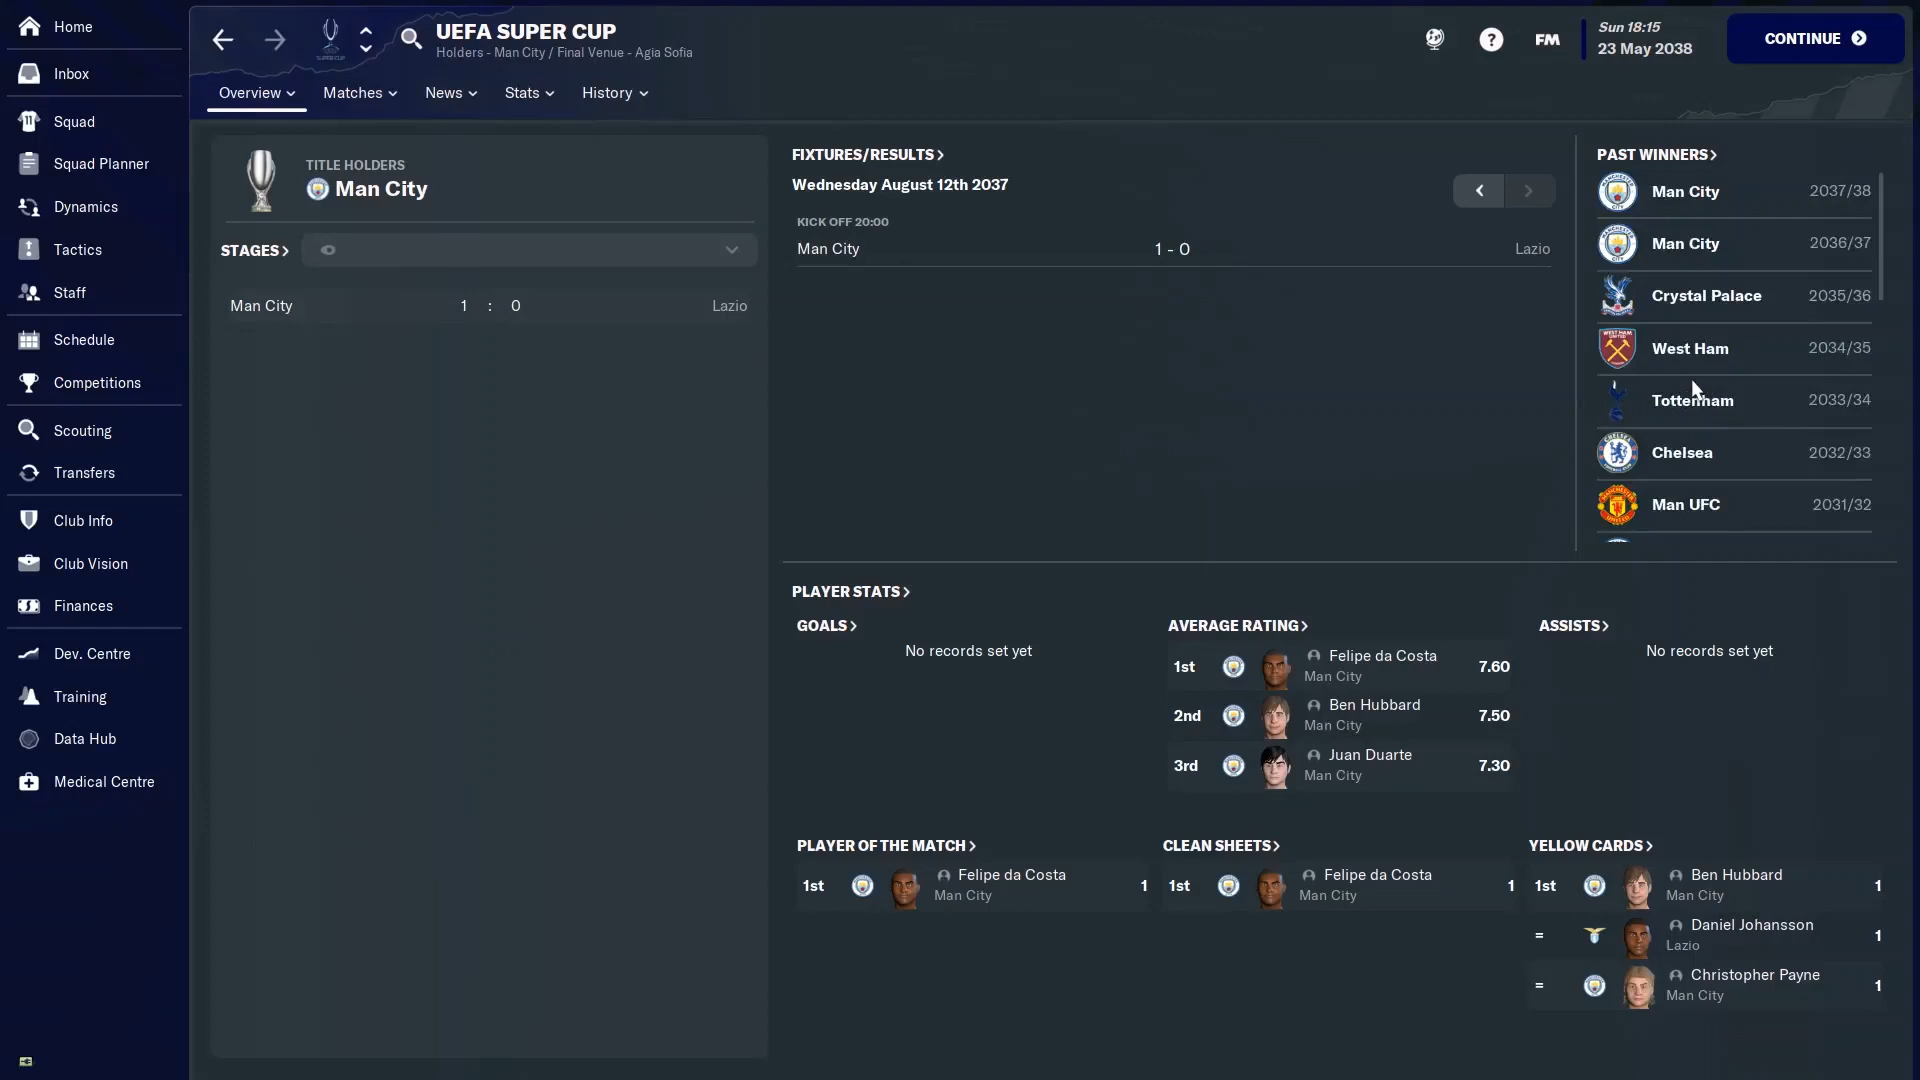 Home
Inbox
Squad
Squad Planner
Dynamics
Tactics
Staff
Schedule
Competitions
Scouting
Transfers
Club Info
Club Vision
Finances
Dev. Centre
Training
Data Hub
Medical Centre
UEFA SUPER CUP
Holders - Man City / Final Venue - Agia Sofia
FM
Sun 18:15
23 May 2038
CONTINUE
Overview
Matches
News
Stats
History
TITLE HOLDERS
Man City
STAGES
Man City 1 : 0 Lazio
FIXTURES/RESULTS
Wednesday August 12th 2037
KICK OFF 20:00
Man City 1 - 0 Lazio
PAST WINNERS
Man City 2037/38
Man City 2036/37
Crystal Palace 2035/36
West Ham 2034/35
Tottenham 2033/34
Chelsea 2032/33
Man UFC 2031/32
PLAYER STATS
GOALS
No records set yet
AVERAGE RATING
1st Felipe da Costa 7.60
Man City
2nd Ben Hubbard 7.50
Man City
3rd Juan Duarte 7.30
Man City
ASSISTS
No records set yet
PLAYER OF THE MATCH
1st Felipe da Costa 1
Man City
CLEAN SHEETS
1st Felipe da Costa 1
Man City
YELLOW CARDS
1st Ben Hubbard 1
Man City
= Daniel Johansson 1
Lazio
= Christopher Payne 1
Man City